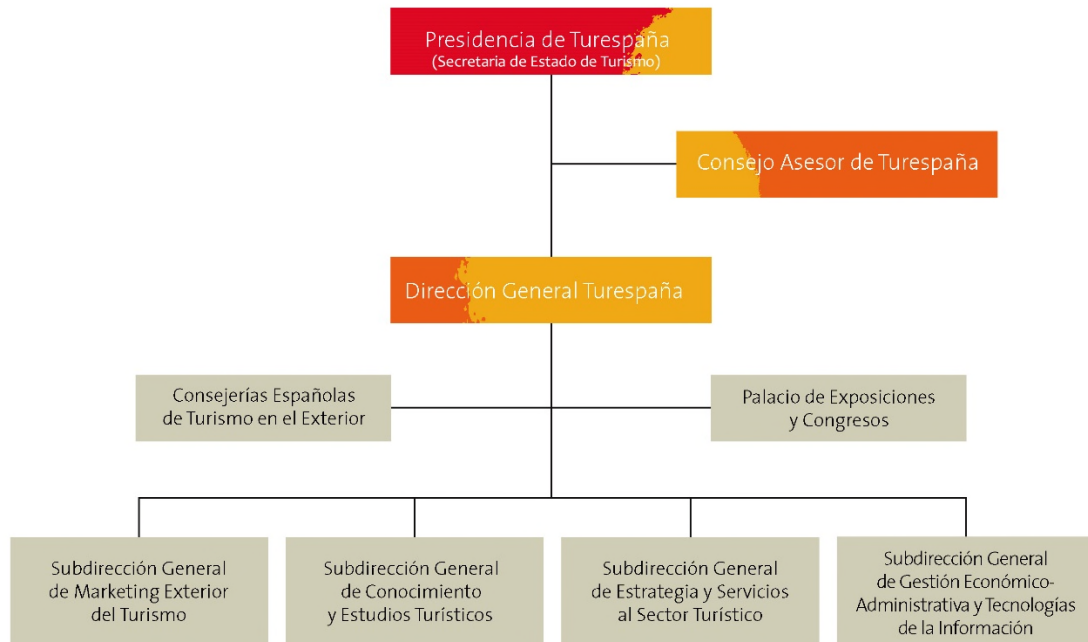 Presidencia de Turespaña
(Secretaria de Estado de Turismo)
Consejo Asesor de Turespaña
Dirección General Turespaña
Consejerías Españolas
de Turismo en el Exterior
Palacio de Exposiciones
y Congresos
Subdirección General
de Marketing Exterior
del Turismo
Subdirección General
de Conocimiento
y Estudios Turísticos
Subdirección General
de Estrategia y Servicios
al Sector Turístico
Subdirección General
de Gestión Económico-
Administrativa y Tecnologías
de la Información